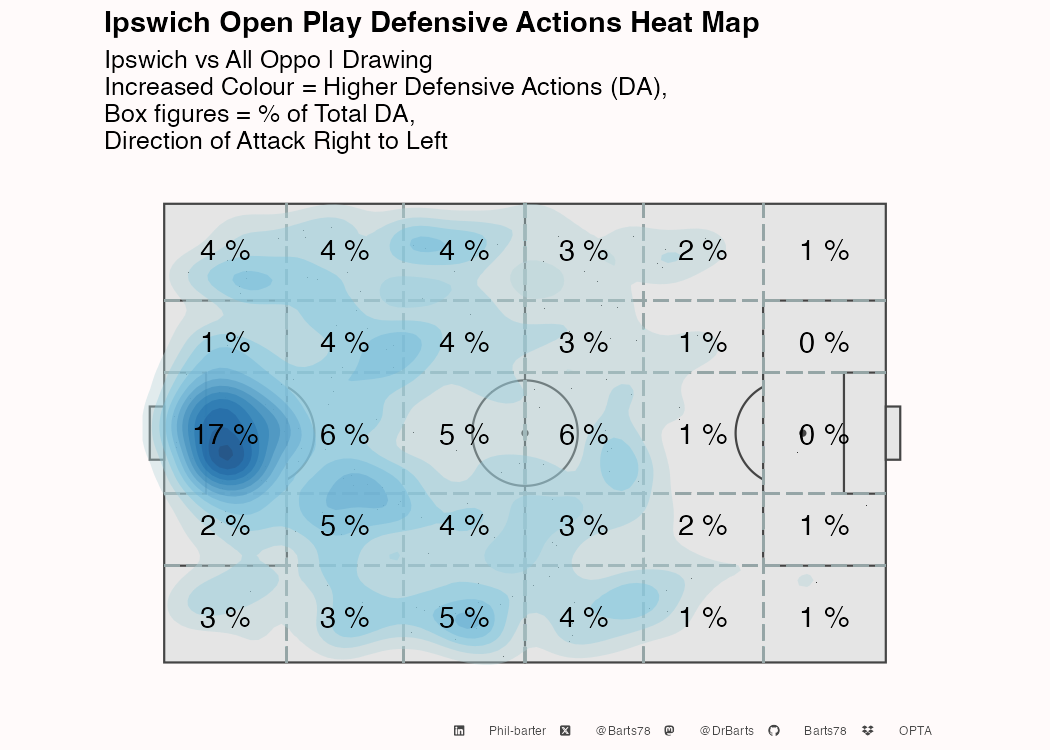 Ipswich Open Play Defensive Actions Heat Map
Ipswich vs All Oppo | Drawing
Increased Colour = Higher Defensive Actions (DA),
Box figures = % of Total DA,
Direction of Attack Right to Left
4 % 4 % 4 % 3 % 2 % 1 %
1 % 4 % 4 % 3 % 1 % 0 %
17 % 6 % 5 % 6 % 1 % 0 %
2 % 5 % 4 % 3 % 2 % 1 %
3 % 3 % 5 % 4 % 1 % 1 %
Phil-barter @Barts78 @DrBarts Barts78 OPTA